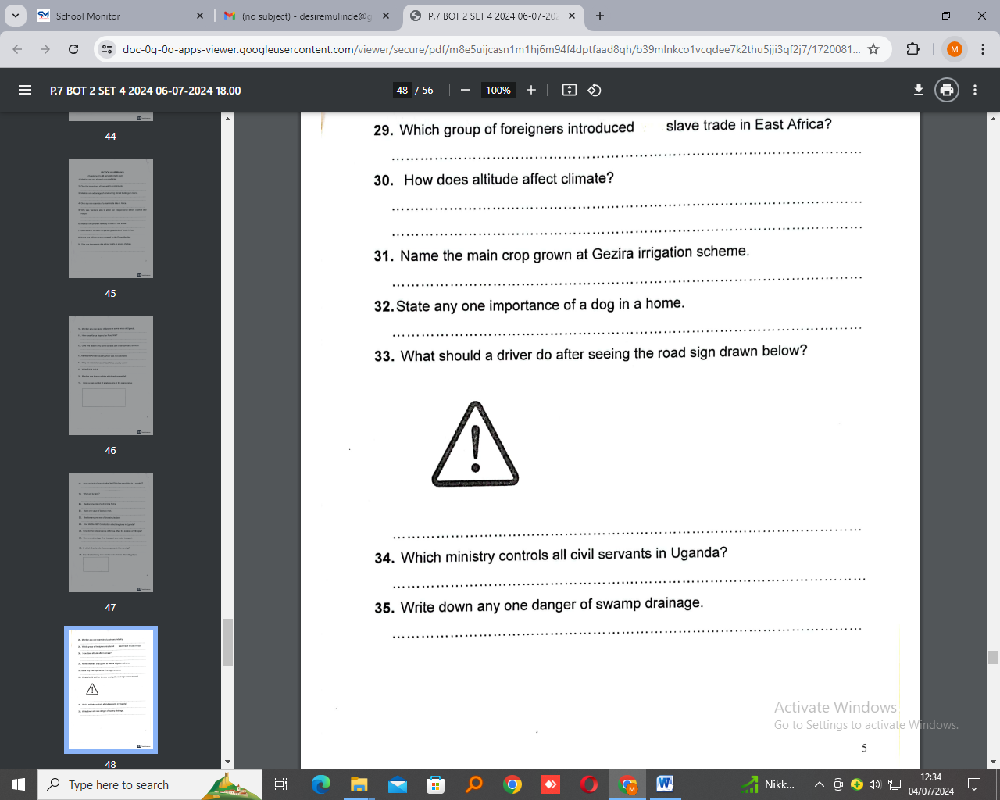 School Monitor
(no subject) - desiremulinde@g
P.7 BOT 2 SET 4 2024 06-07-202
doc-0g-0o-apps-viewer.googleusercontent.com/viewer/secure/pdf/m8e5uijcasn1m1hj6m94f4dptfaad8qh/b39mlnkco1vcqdee7k2thu5jji3qf2j7/1720081...
M
P.7 BOT 2 SET 4 2024 06-07-2024 18.00
48 / 56
100%
44
45
46
47
48
29. Which group of foreigners introduced slave trade in East Africa?
30. How does altitude affect climate?
31. Name the main crop grown at Gezira irrigation scheme.
32. State any one importance of a dog in a home.
33. What should a driver do after seeing the road sign drawn below?
!
34. Which ministry controls all civil servants in Uganda?
35. Write down any one danger of swamp drainage.
Activate Windows
Go to Settings to activate Windows.
5
Type here to search
Nikk...
12:34
04/07/2024